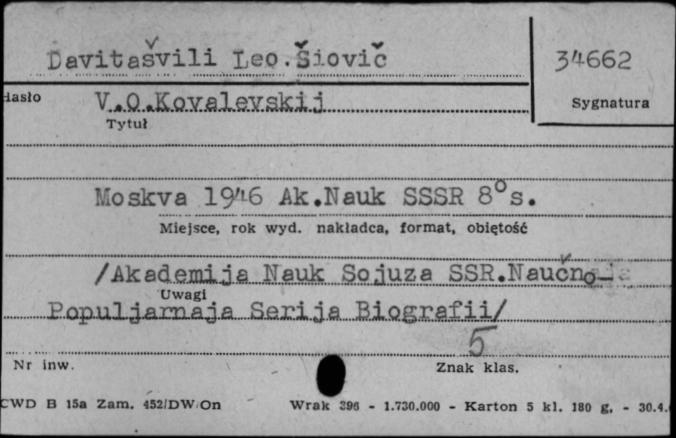 Davitašvili Leo.Šiovič
34662
Hasło V.O.Kovalevskij
Sygnatura
Tytuł
Moskva 1946 Ak.Nauk SSSR 8°s.
Miejsce, rok wyd. nakładca, format, objętość
/Akademija Nauk Sojuza SSR.Naučno-
Uwagi
Populjarnaja Serija Biografii/
5
Nr inw.
Znak klas.
CWD B 15a Zam. 452/DW/On Wrak 396 - 1.730.000 - Karton 5 kl. 180 g. - 30.4.